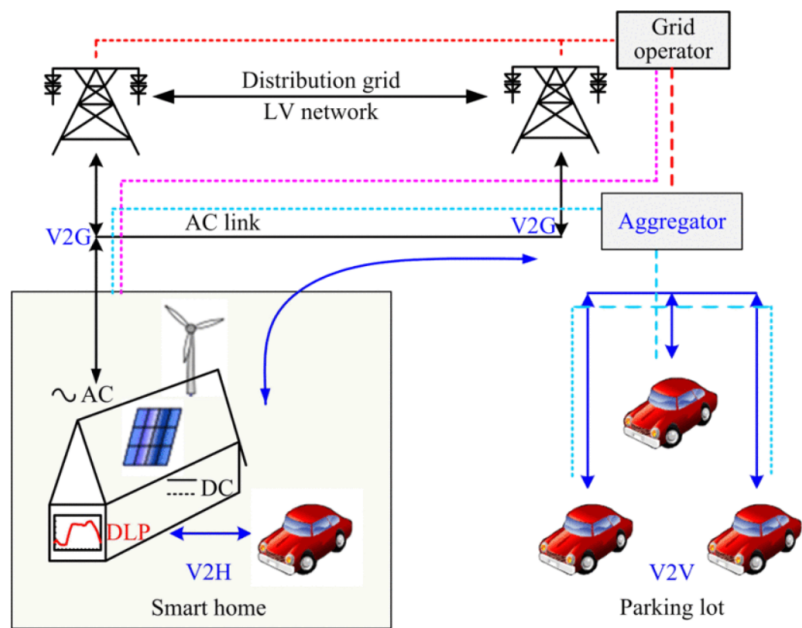 Grid
operator
Distribution grid
LV network
V2G
AC link
V2G
Aggregator
AC
DC
DLP
V2H
V2V
Smart home
Parking lot